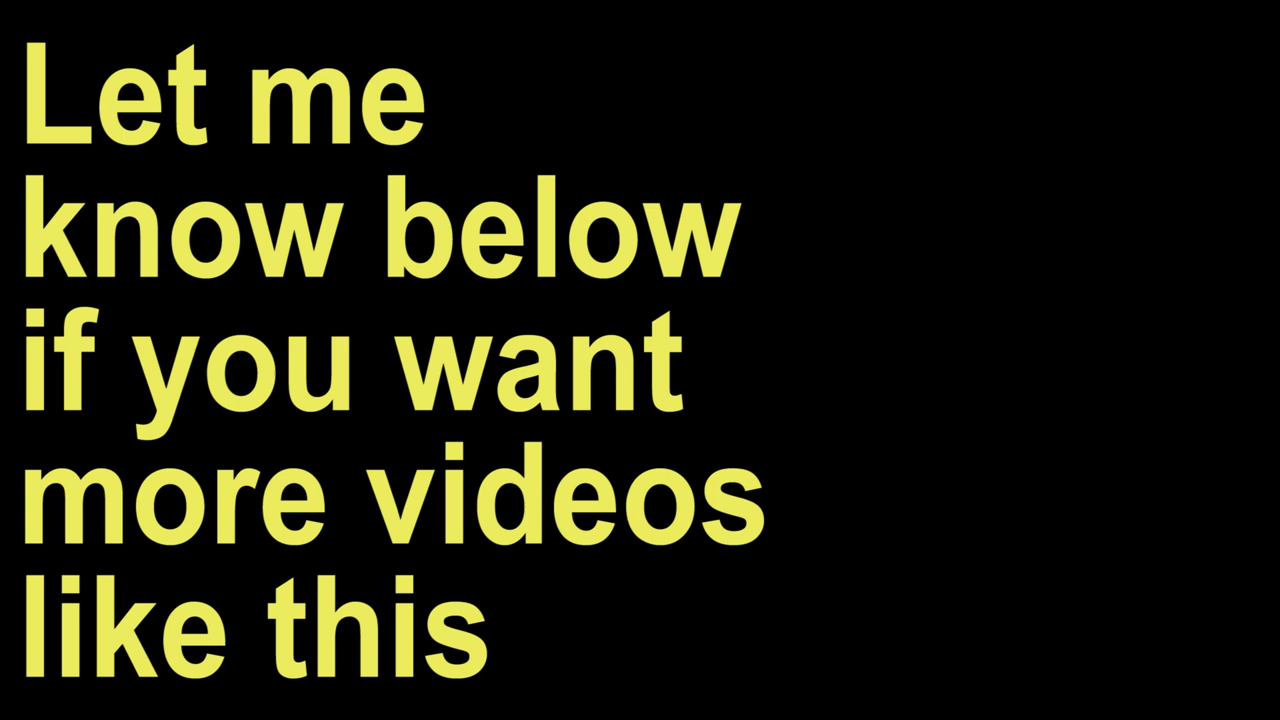 Let me
know below
if you want
more videos
like this